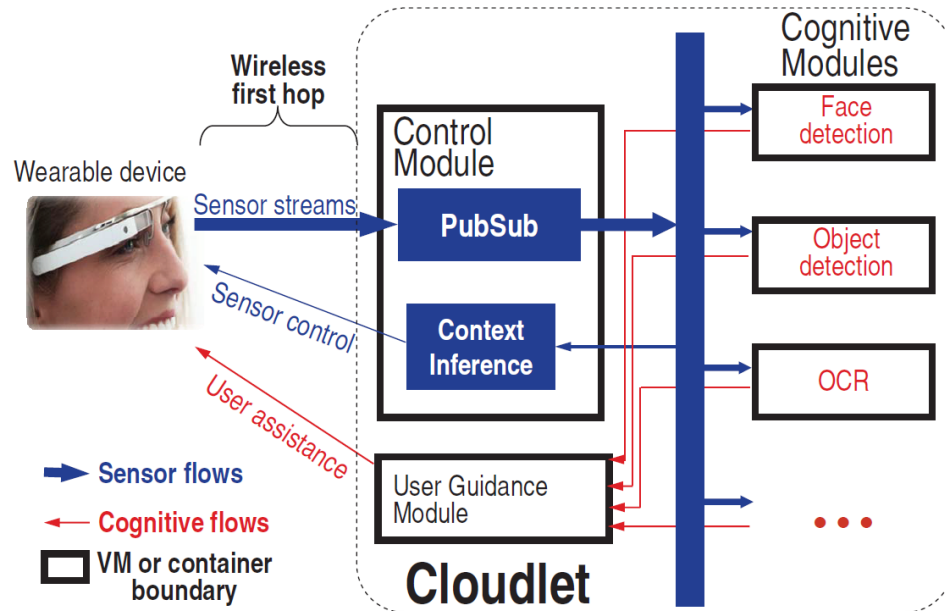 Wireless
first hop
Cognitive
Modules
Face
detection
Control
Module
Wearable device
Sensor streams
PubSub
Object
detection
Sensor control
Context
Inference
OCR
User assistance
Sensor flows
User Guidance
Module
Cognitive flows
VM or container
boundary
Cloudlet